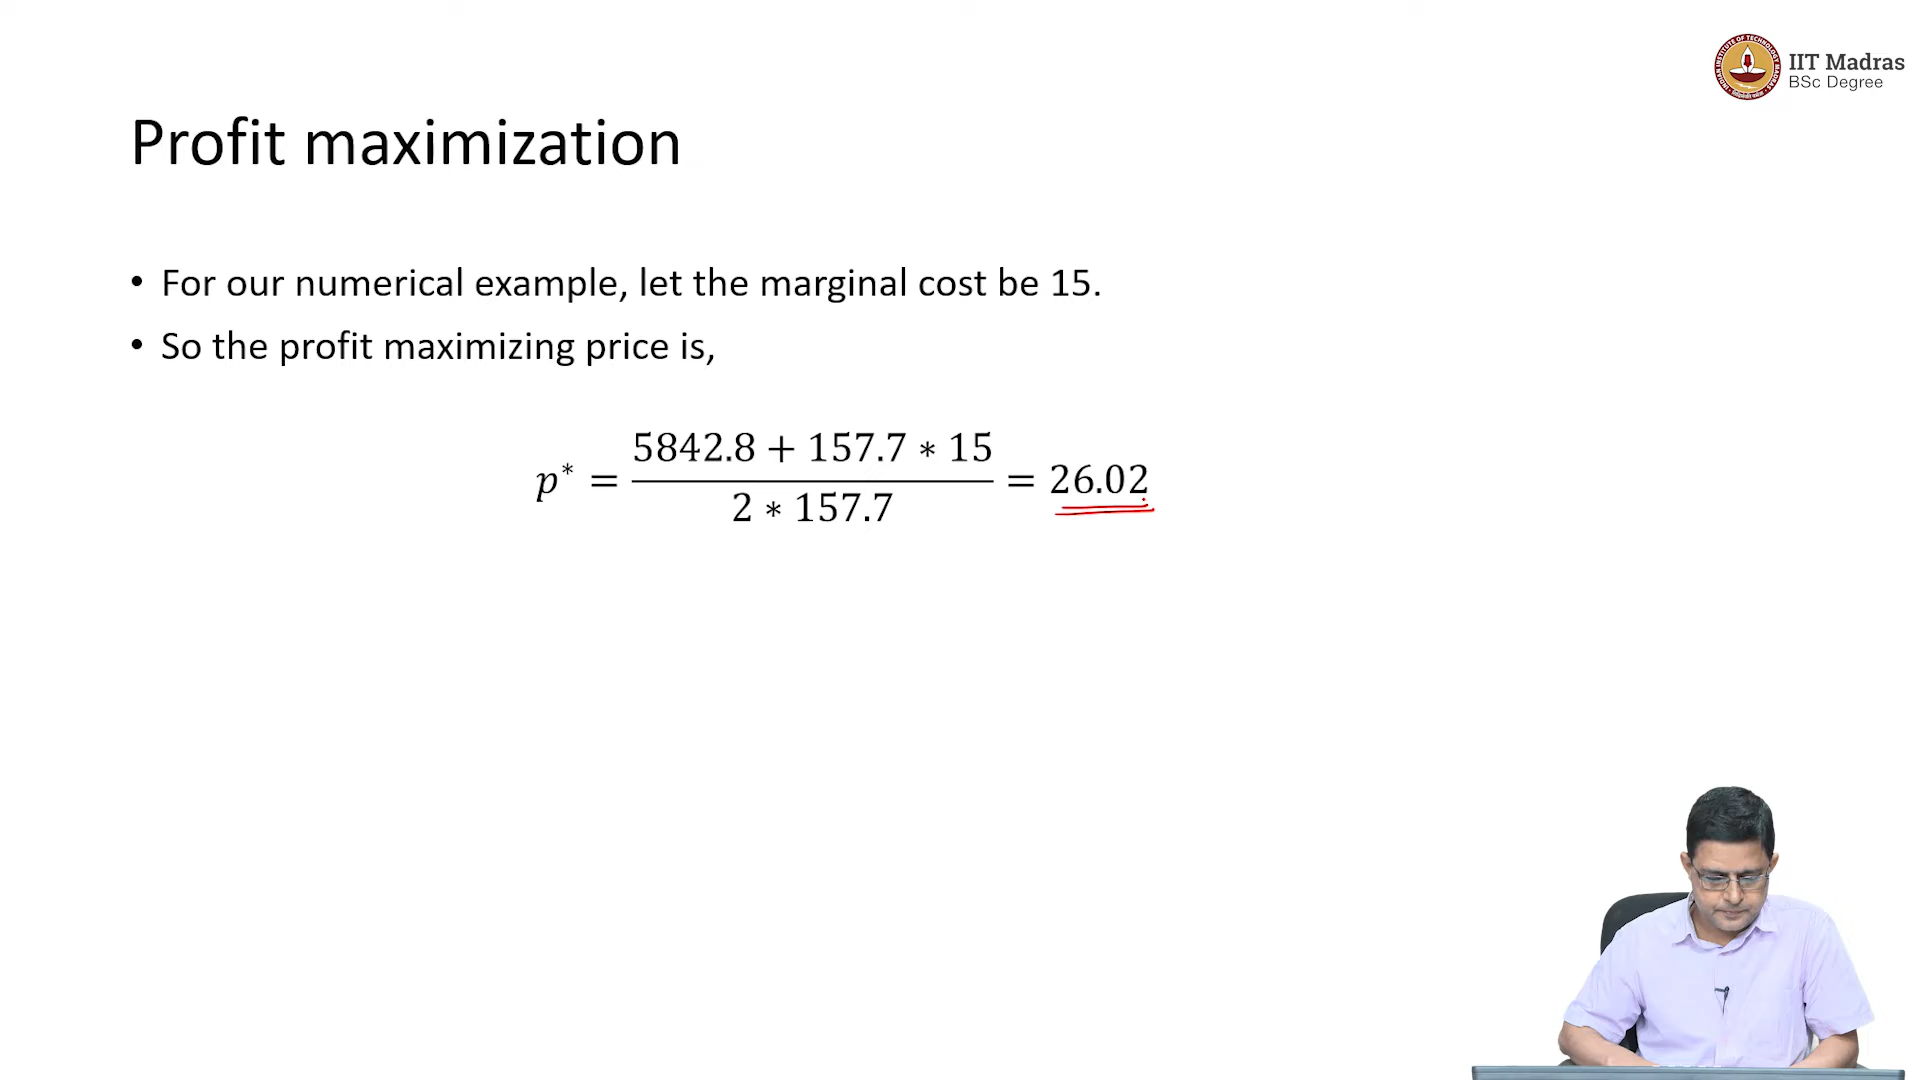 IIT Madras
BSc Degree
Profit maximization
• For our numerical example, let the marginal cost be 15.
• So the profit maximizing price is,
p* = (5842.8 + 157.7 * 15) / (2 * 157.7) = 26.02